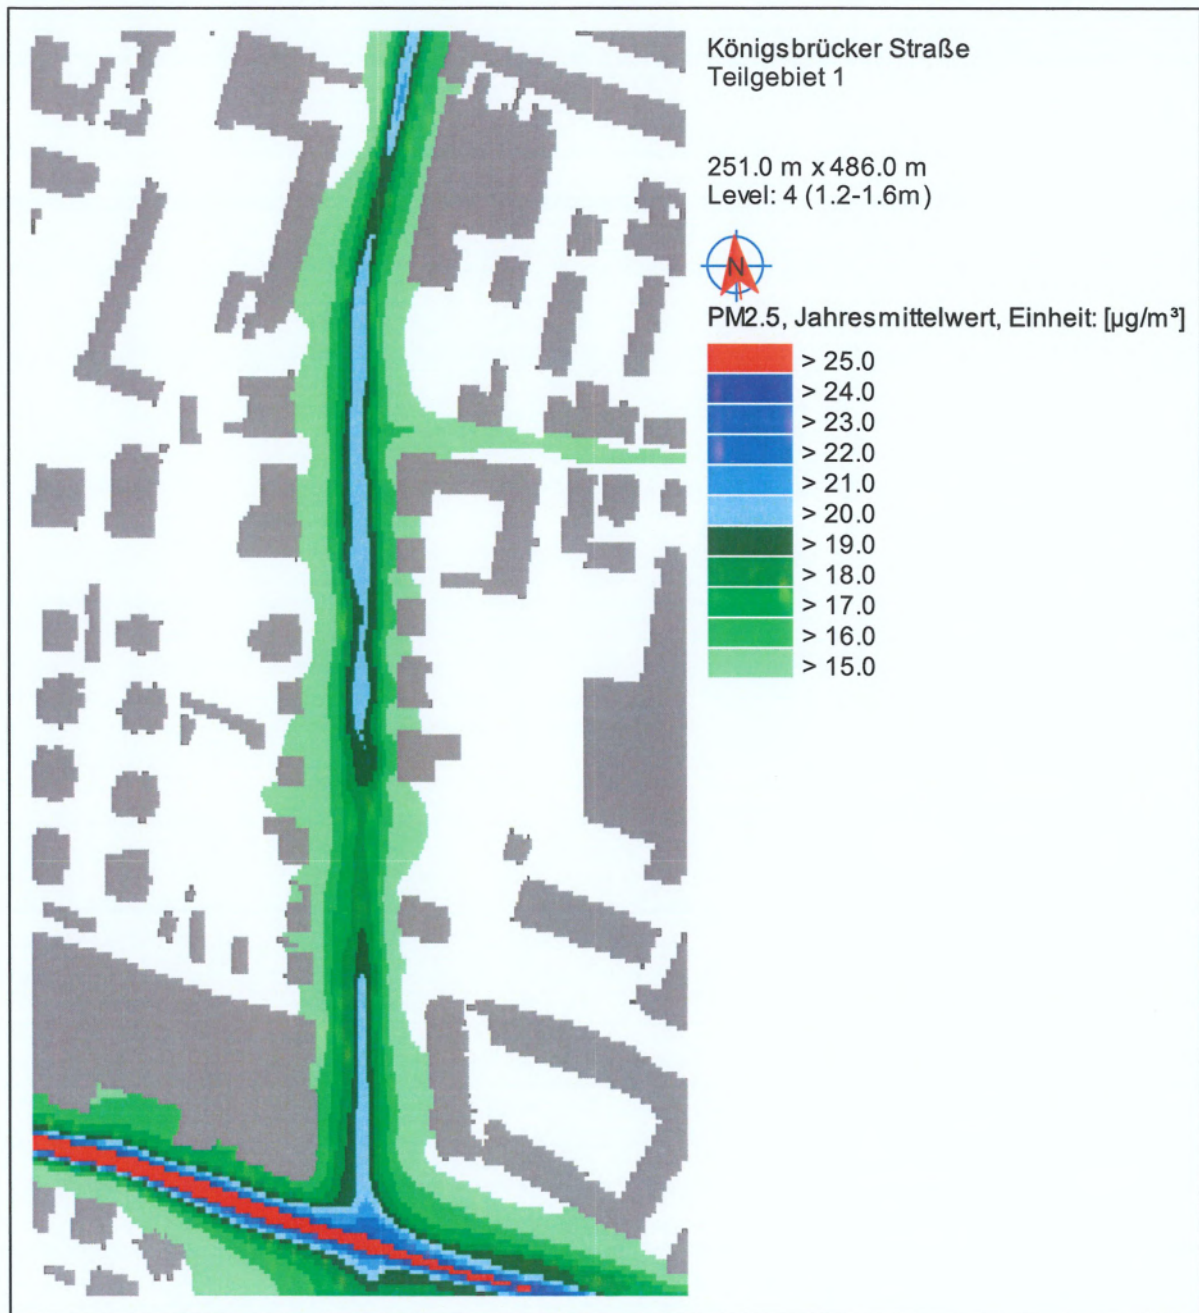 Königsbrücker Straße
Teilgebiet 1
251.0 m x 486.0 m
Level: 4 (1.2-1.6m)
N
PM2.5, Jahresmittelwert, Einheit: [µg/m³]
> 25.0
> 24.0
> 23.0
> 22.0
> 21.0
> 20.0
> 19.0
> 18.0
> 17.0
> 16.0
> 15.0